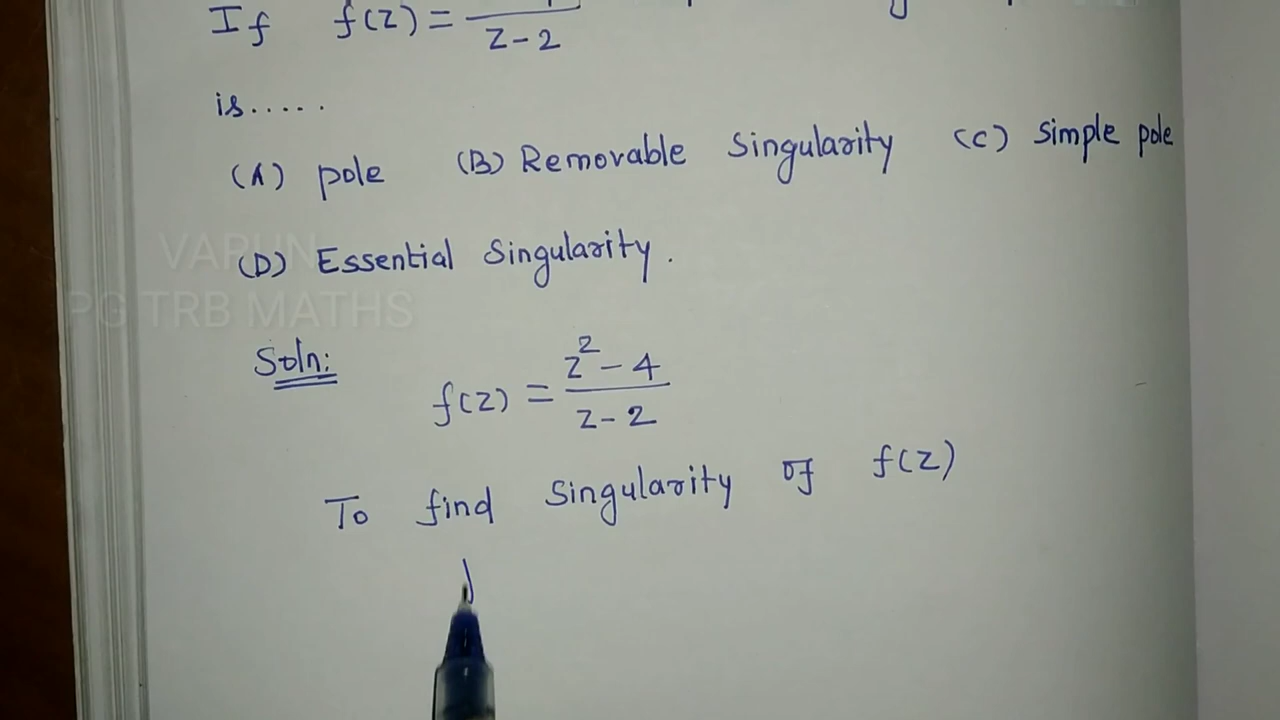 If f(z) =
z-2
is.....
(A) pole (B) Removable Singularity (C) Simple pole
(D) Essential Singularity.
VARUN
PG TRB MATHS
Soln:
f(z) = z² - 4
z - 2
To find Singularity of f(z)